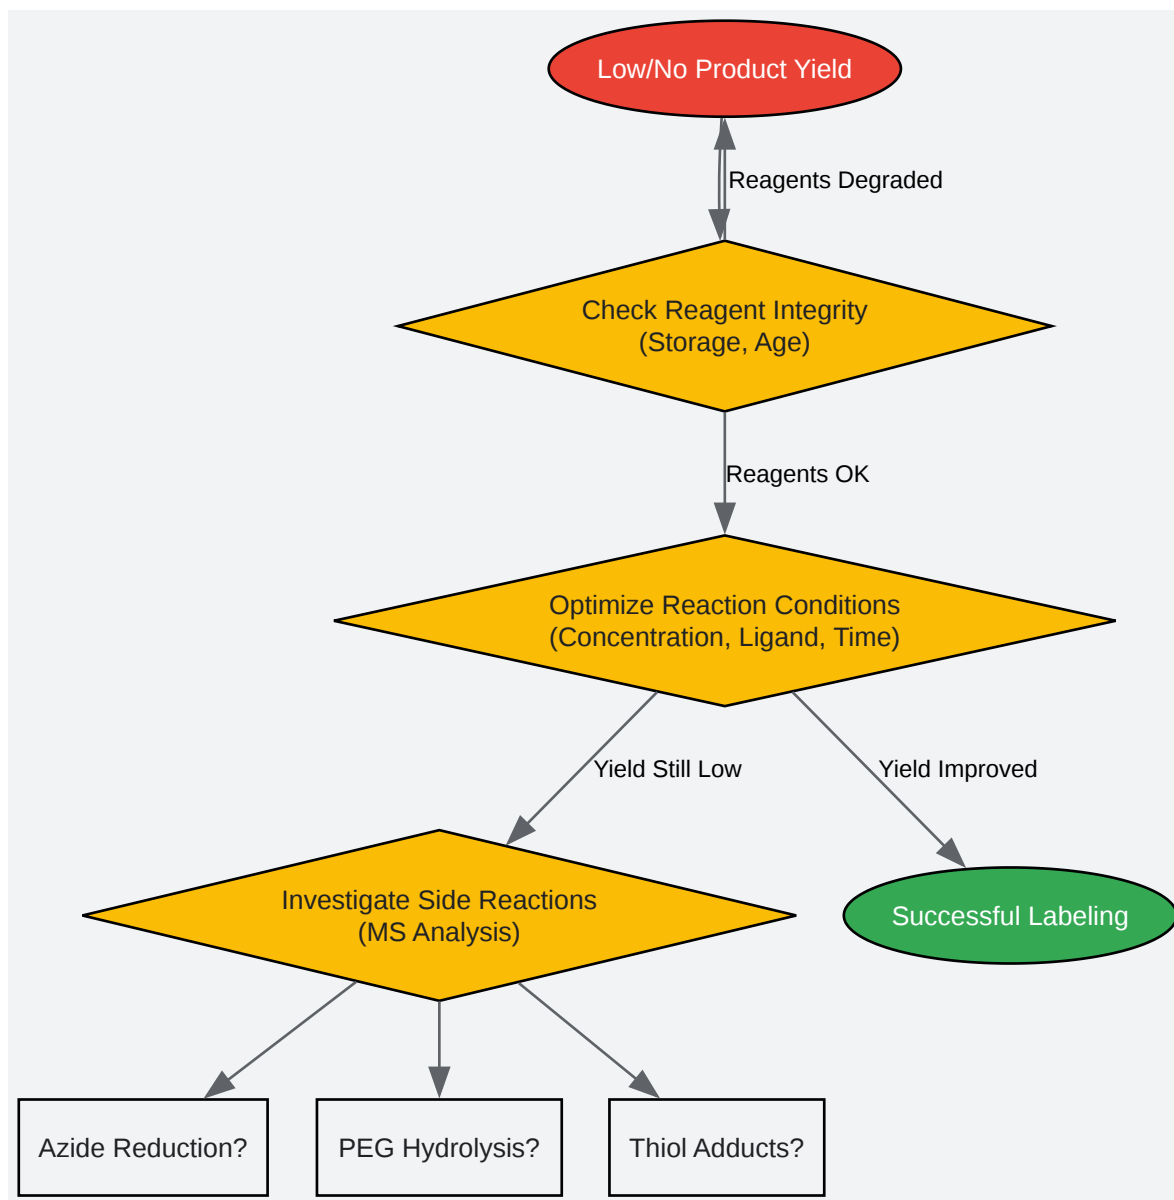 Low/No Product Yield
Reagents Degraded
Check Reagent Integrity
(Storage, Age)
Reagents OK
Optimize Reaction Conditions
(Concentration, Ligand, Time)
Yield Still Low
Yield Improved
Investigate Side Reactions
(MS Analysis)
Successful Labeling
Azide Reduction?
PEG Hydrolysis?
Thiol Adducts?